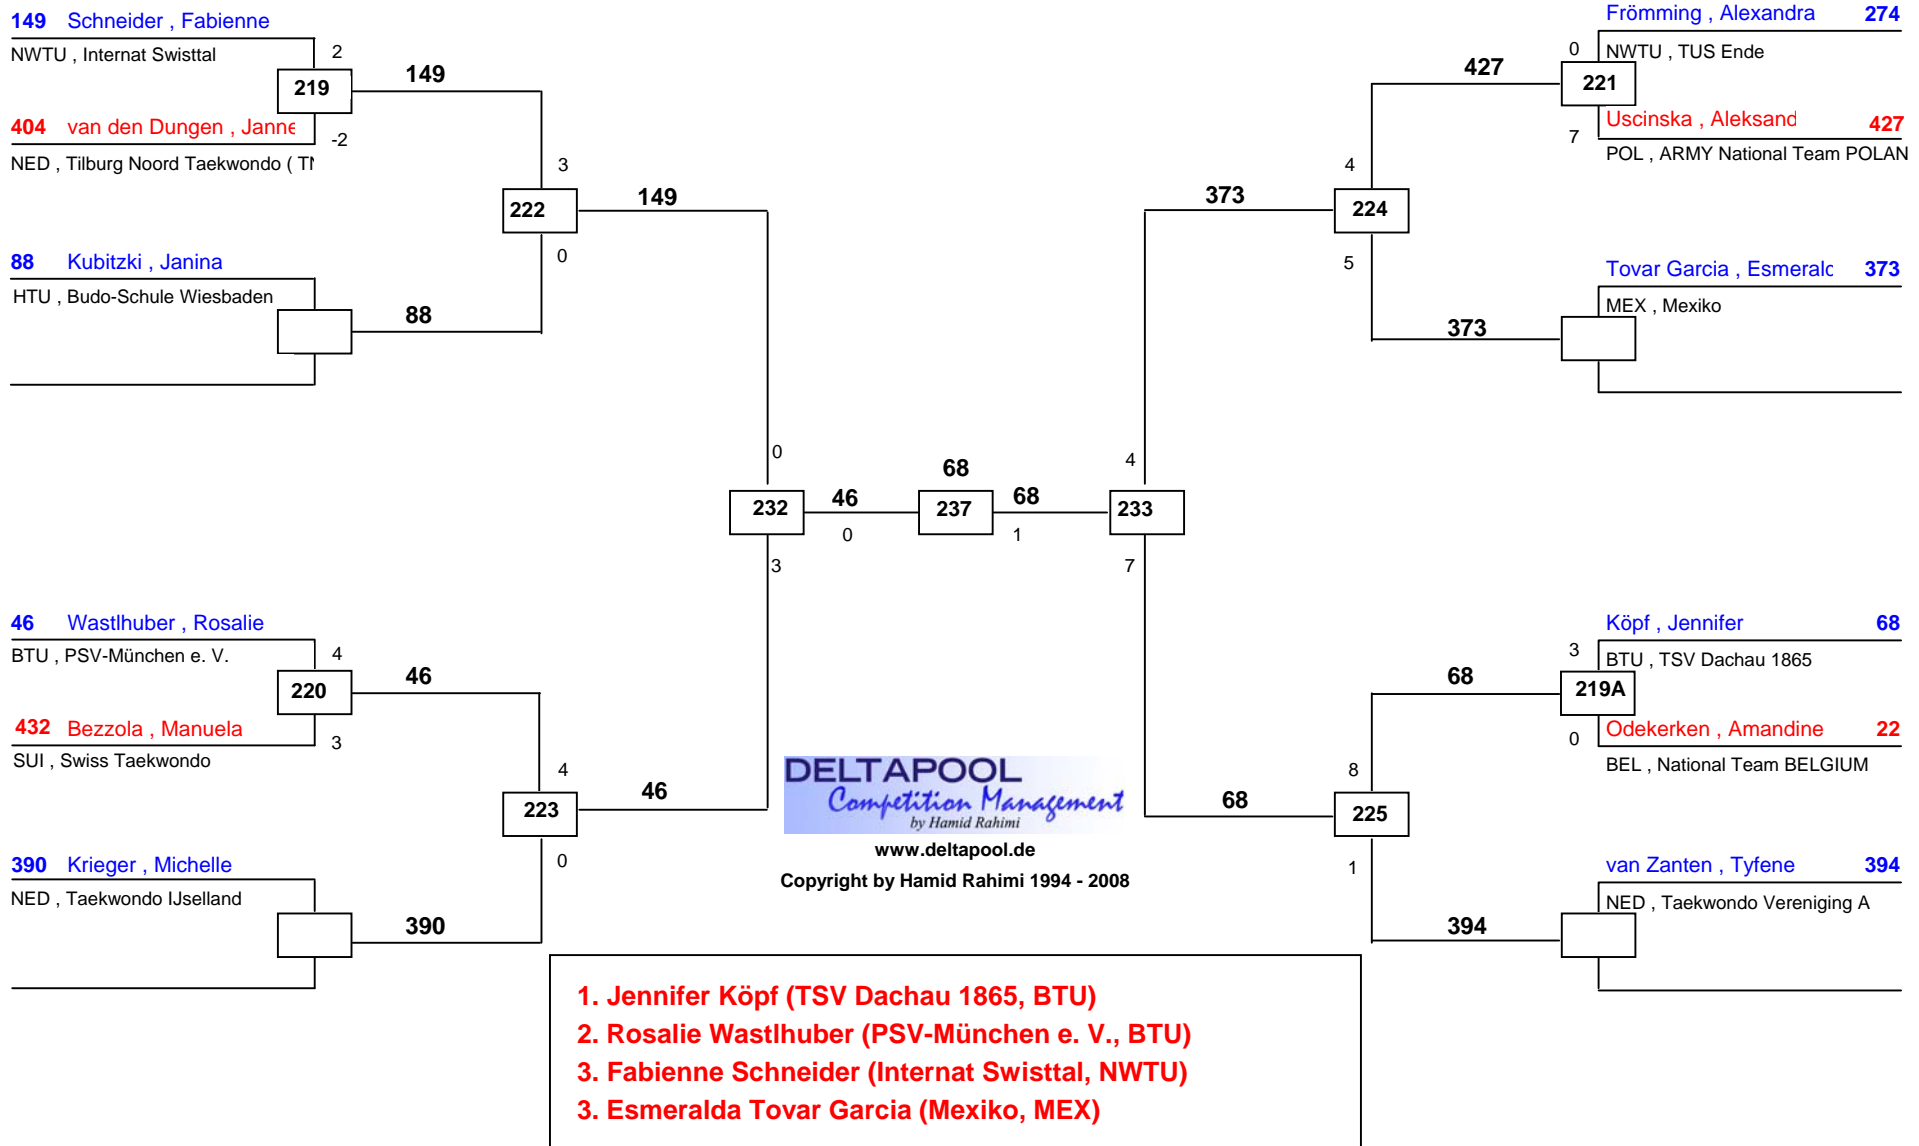 149 Schneider , Fabienne
NWTU , Internat Swisttal
2
219
149
404 van den Dungen , Janne
-2
NED , Tilburg Noord Taekwondo ( TN
3
222
149
0
88 Kubitzki , Janina
HTU , Budo-Schule Wiesbaden
88
0
232
46
0
3
46 Wastlhuber , Rosalie
BTU , PSV-München e. V.
4
220
46
432 Bezzola , Manuela
3
SUI , Swiss Taekwondo
4
223
46
0
390 Krieger , Michelle
NED , Taekwondo IJselland
390
68
237
68
1
Frömming , Alexandra 274
0
NWTU , TUS Ende
427
221
Uscinska , Aleksand 427
7
POL , ARMY National Team POLAN
4
373
224
5
Tovar Garcia , Esmeralc 373
MEX , Mexiko
373
4
233
7
Köpf , Jennifer 68
3
BTU , TSV Dachau 1865
68
219A
Odekerken , Amandine 22
0
BEL , National Team BELGIUM
8
68
225
1
van Zanten , Tyfene 394
NED , Taekwondo Vereniging A
394
DELTAPOOL
Competition Management
by Hamid Rahimi
www.deltapool.de
Copyright by Hamid Rahimi 1994 - 2008
1. Jennifer Köpf (TSV Dachau 1865, BTU)
2. Rosalie Wastlhuber (PSV-München e. V., BTU)
3. Fabienne Schneider (Internat Swisttal, NWTU)
3. Esmeralda Tovar Garcia (Mexiko, MEX)